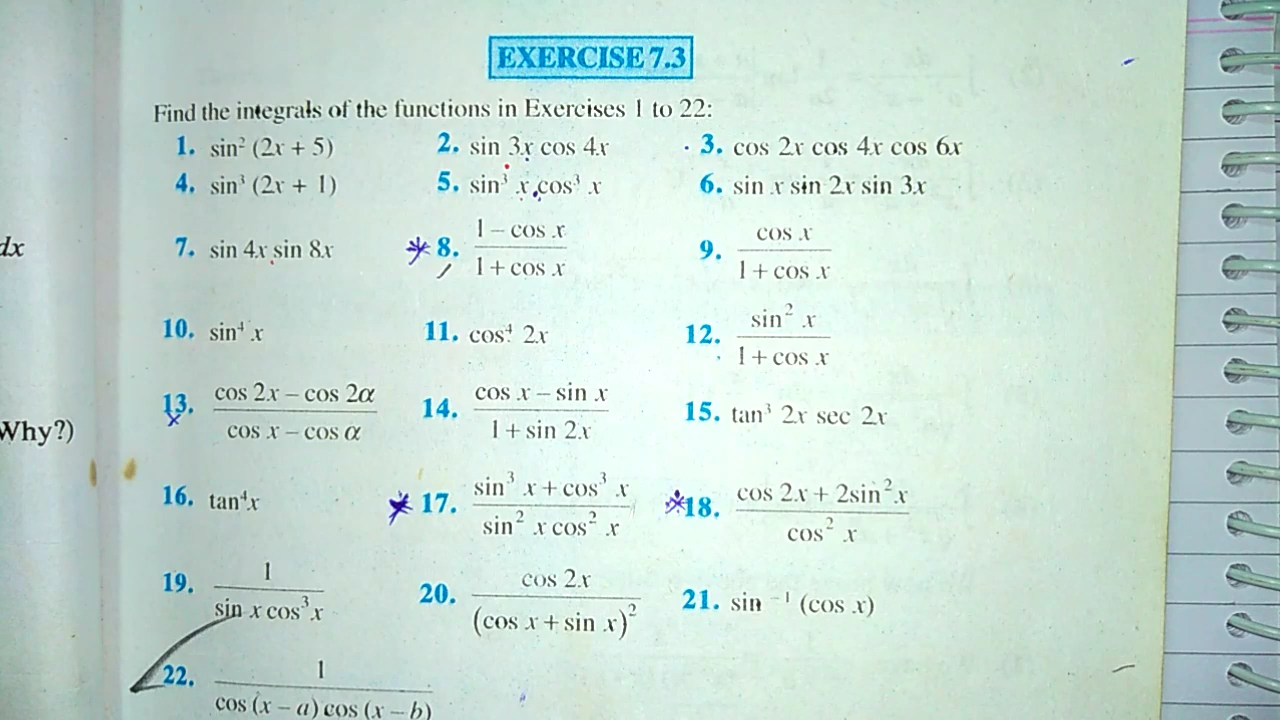 EXERCISE 7.3
Find the integrals of the functions in Exercises 1 to 22:
1. sin² (2x + 5) 2. sin 3x cos 4x 3. cos 2x cos 4x cos 6x
4. sin³ (2x + 1) 5. sin³ x cos³ x 6. sin x sin 2x sin 3x
dx
7. sin 4x sin 8x 8. (1 – cos x)/(1 + cos x) 9. (cos x)/(1 + cos x)
10. sin⁴ x 11. cos⁴ 2x 12. (sin² x)/(1 + cos x)
13. (cos 2x – cos 2α)/(cos x – cos α) 14. (cos x – sin x)/(1 + sin 2x) 15. tan³ 2x sec 2x
Why?)
16. tan⁴x 17. (sin³ x + cos³ x)/(sin² x cos² x) 18. (cos 2x + 2sin² x)/(cos² x)
19. 1/(sin x cos³x) 20. (cos 2x)/(cos x + sin x)² 21. sin ⁻¹ (cos x)
22. 1/(cos (x – a) cos (x – b))